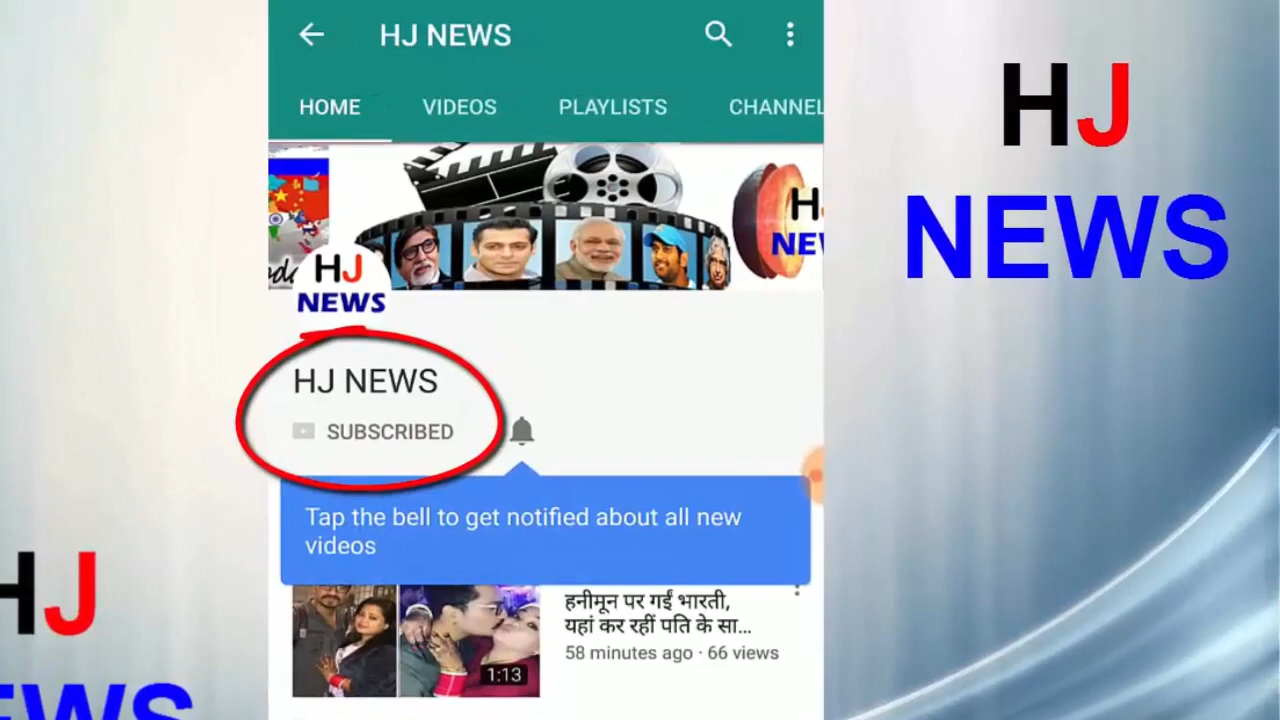 HJ NEWS
HOME VIDEOS PLAYLISTS CHANNEL
HJ
NEWS
HJ
NEWS
HJ NEWS
SUBSCRIBED
Tap the bell to get notified about all new
videos
हनीमून पर गईं भारती,
यहां कर रहीं पति के सा...
58 minutes ago · 66 views
1:13
HJ
NEWS
HJ
EWS